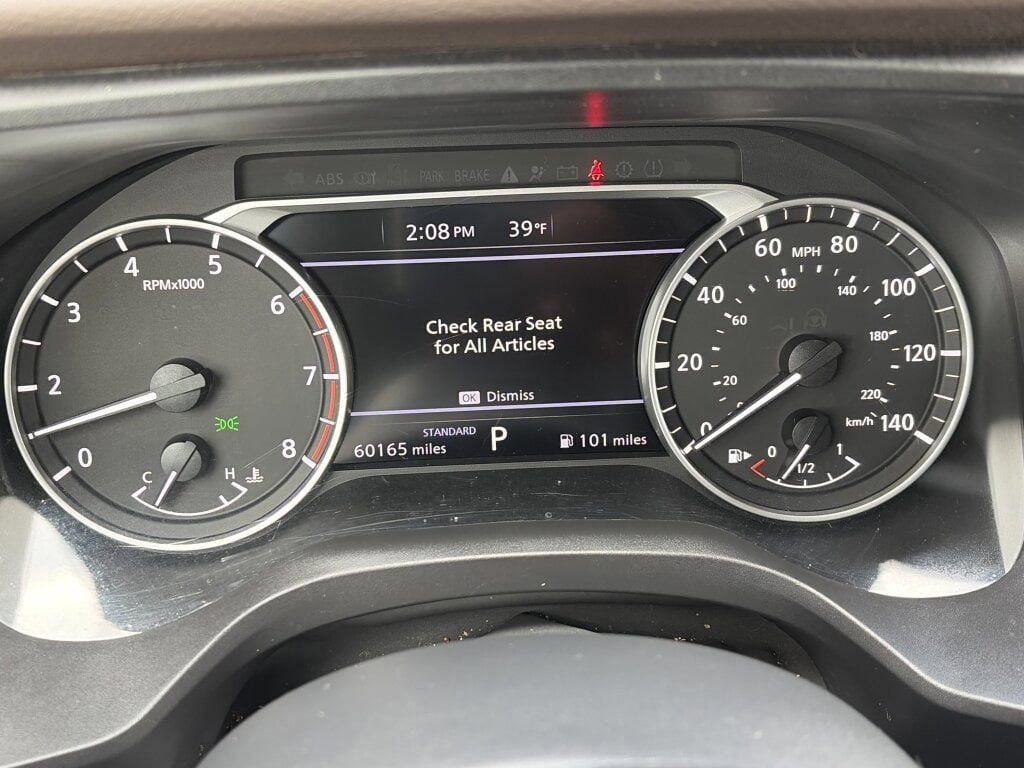 ABS
PARK BRAKE
2:08 PM 39°F
4 5
RPMx1000
3 6
2 7
0 8
C H
Check Rear Seat
for All Articles
OK Dismiss
STANDARD
60165 miles P 101 miles
60 MPH 80
40 100 140 100
60 180
20 120
20 220
0 km/h 140
0 1/2 1